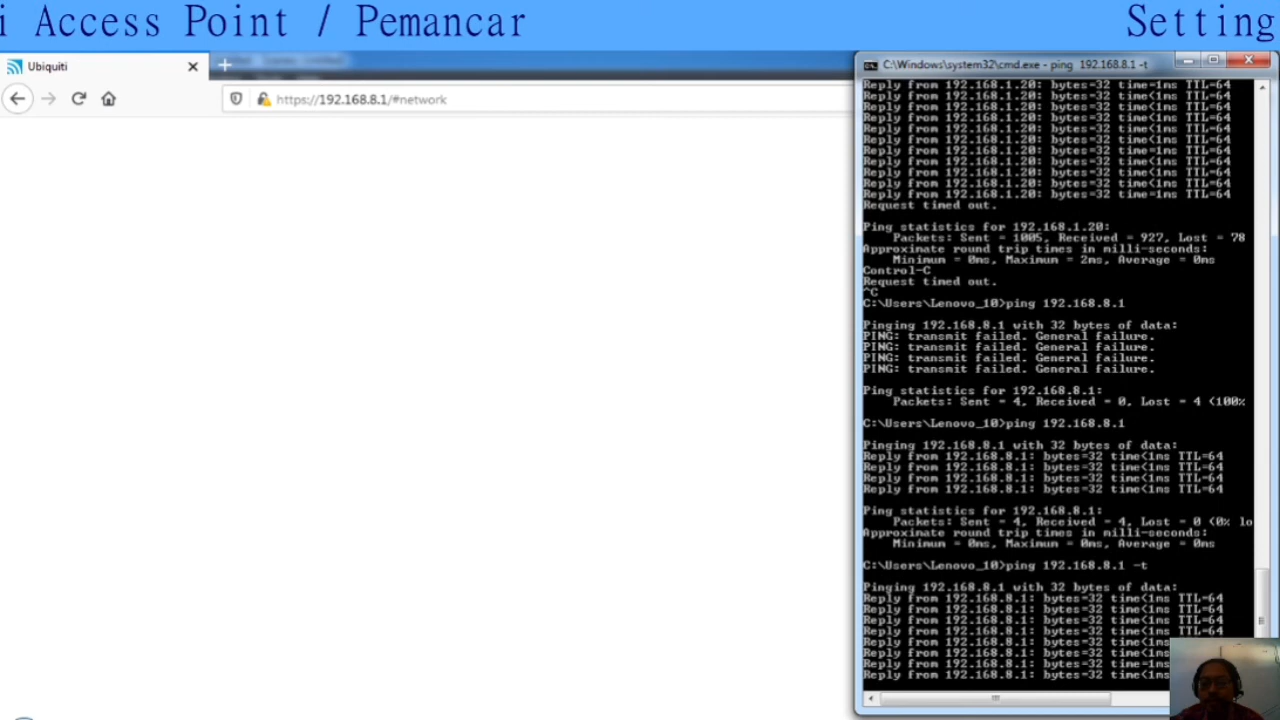 i Access Point / Pemancar
Setting
Ubiquiti
https://192.168.8.1/#network
C:\Windows\system32\cmd.exe - ping 192.168.8.1 -t
Reply from 192.168.1.20: bytes=32 time=1ms TTL=64
Reply from 192.168.1.20: bytes=32 time<1ms TTL=64
Reply from 192.168.1.20: bytes=32 time<1ms TTL=64
Reply from 192.168.1.20: bytes=32 time<1ms TTL=64
Reply from 192.168.1.20: bytes=32 time<1ms TTL=64
Reply from 192.168.1.20: bytes=32 time<1ms TTL=64
Reply from 192.168.1.20: bytes=32 time=1ms TTL=64
Reply from 192.168.1.20: bytes=32 time<1ms TTL=64
Reply from 192.168.1.20: bytes=32 time<1ms TTL=64
Reply from 192.168.1.20: bytes=32 time<1ms TTL=64
Reply from 192.168.1.20: bytes=32 time=1ms TTL=64
Request timed out.
Ping statistics for 192.168.1.20:
Packets: Sent = 1005, Received = 927, Lost = 78
Approximate round trip times in milli-seconds:
Minimum = 0ms, Maximum = 2ms, Average = 0ms
Control-C
Request timed out.
^C
C:\Users\Lenovo_10>ping 192.168.8.1
Pinging 192.168.8.1 with 32 bytes of data:
PING: transmit failed. General failure.
PING: transmit failed. General failure.
PING: transmit failed. General failure.
PING: transmit failed. General failure.
Ping statistics for 192.168.8.1:
Packets: Sent = 4, Received = 0, Lost = 4 (100%
C:\Users\Lenovo_10>ping 192.168.8.1
Pinging 192.168.8.1 with 32 bytes of data:
Reply from 192.168.8.1: bytes=32 time<1ms TTL=64
Reply from 192.168.8.1: bytes=32 time<1ms TTL=64
Reply from 192.168.8.1: bytes=32 time<1ms TTL=64
Reply from 192.168.8.1: bytes=32 time<1ms TTL=64
Ping statistics for 192.168.8.1:
Packets: Sent = 4, Received = 4, Lost = 0 (0% lo
Approximate round trip times in milli-seconds:
Minimum = 0ms, Maximum = 0ms, Average = 0ms
C:\Users\Lenovo_10>ping 192.168.8.1 -t
Pinging 192.168.8.1 with 32 bytes of data:
Reply from 192.168.8.1: bytes=32 time<1ms TTL=64
Reply from 192.168.8.1: bytes=32 time<1ms TTL=64
Reply from 192.168.8.1: bytes=32 time<1ms TTL=64
Reply from 192.168.8.1: bytes=32 time<1ms TTL=64
Reply from 192.168.8.1: bytes=32 time<1ms
Reply from 192.168.8.1: bytes=32 time<1ms
Reply from 192.168.8.1: bytes=32 time=1ms
Reply from 192.168.8.1: bytes=32 time<1ms